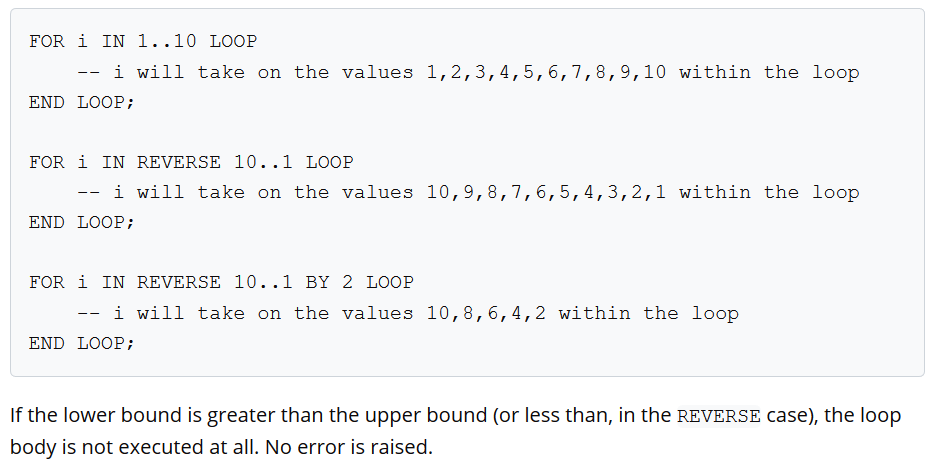 FOR i IN 1..10 LOOP
    -- i will take on the values 1,2,3,4,5,6,7,8,9,10 within the loop
END LOOP;

FOR i IN REVERSE 10..1 LOOP
    -- i will take on the values 10,9,8,7,6,5,4,3,2,1 within the loop
END LOOP;

FOR i IN REVERSE 10..1 BY 2 LOOP
    -- i will take on the values 10,8,6,4,2 within the loop
END LOOP;

If the lower bound is greater than the upper bound (or less than, in the REVERSE case), the loop
body is not executed at all. No error is raised.